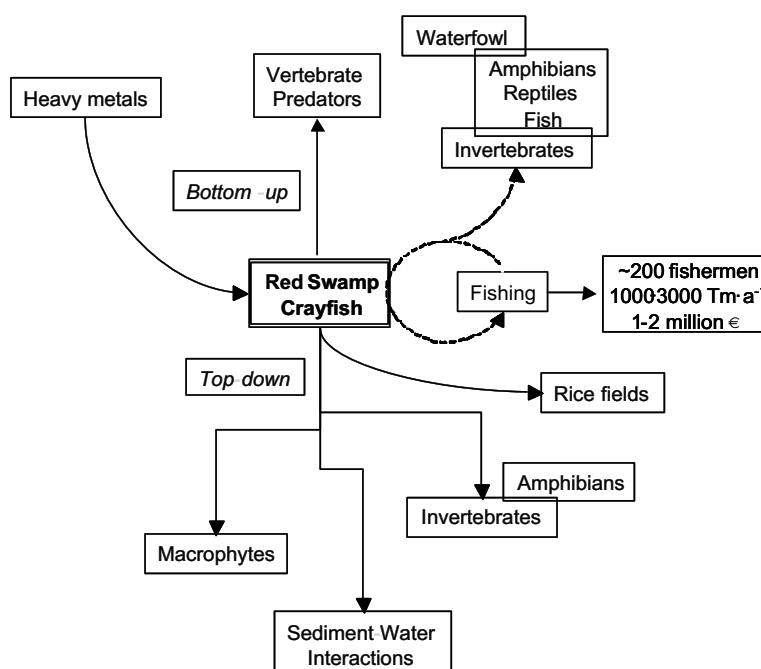 Waterfowl
Heavy metals
Vertebrate
Predators
Amphibians
Reptiles
Fish
Invertebrates
Bottom-up
Red Swamp
Crayfish
Fishing
~200 fishermen
1000-3000 Tm·a⁻¹
1-2 million €
Top-down
Rice fields
Amphibians
Invertebrates
Macrophytes
Sediment-Water
Interactions